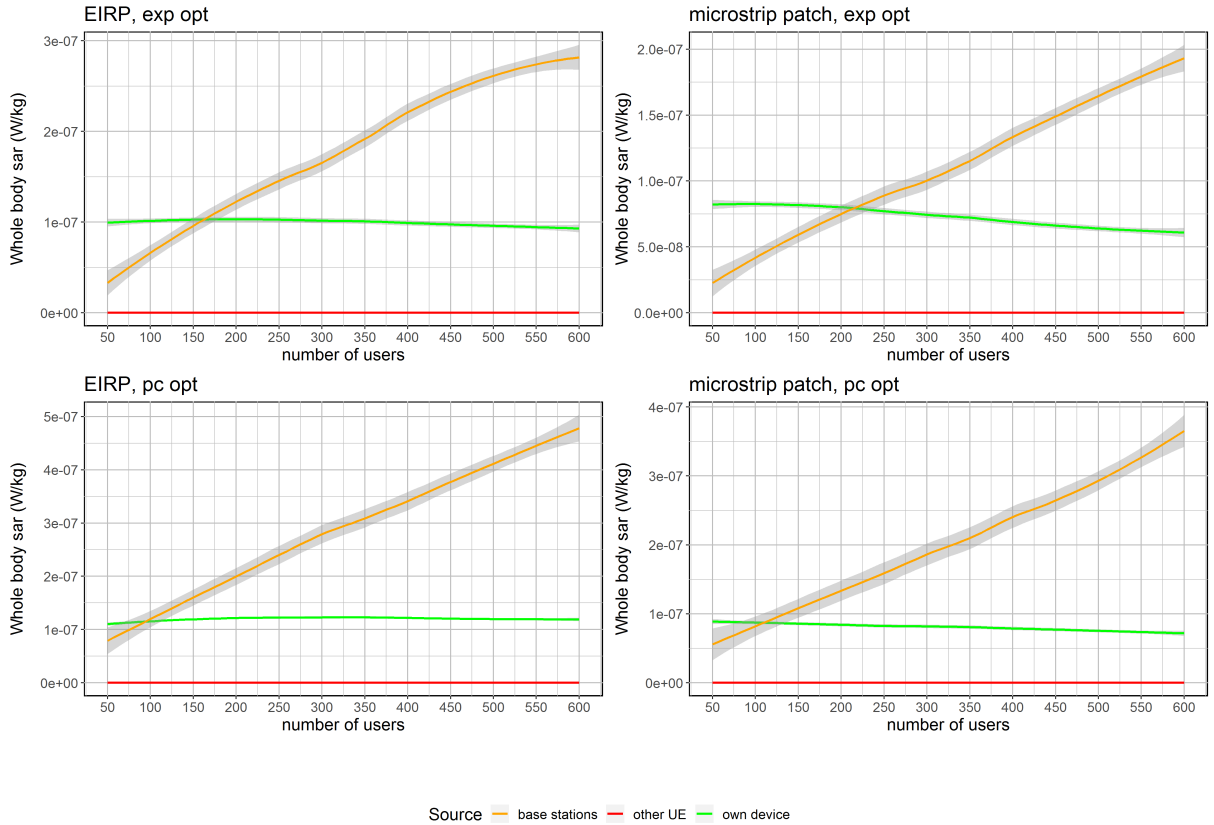 EIRP, exp opt
Whole body sar (W/kg)
3e-07
2e-07
1e-07
0e+00
50 100 150 200 250 300 350 400 450 500 550 600
number of users
microstrip patch, exp opt
Whole body sar (W/kg)
2.0e-07
1.5e-07
1.0e-07
5.0e-08
0.0e+00
50 100 150 200 250 300 350 400 450 500 550 600
number of users
EIRP, pc opt
Whole body sar (W/kg)
5e-07
4e-07
3e-07
2e-07
1e-07
0e+00
50 100 150 200 250 300 350 400 450 500 550 600
number of users
microstrip patch, pc opt
Whole body sar (W/kg)
4e-07
3e-07
2e-07
1e-07
0e+00
50 100 150 200 250 300 350 400 450 500 550 600
number of users
Source base stations other UE own device